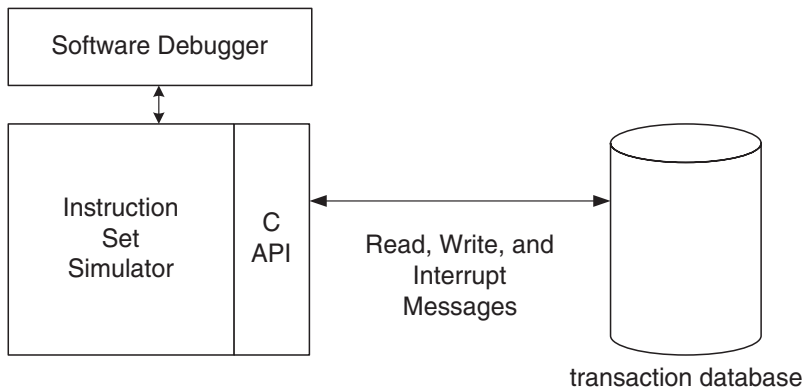 Software Debugger
Instruction
Set
Simulator
C
API
Read, Write, and
Interrupt
Messages
transaction database